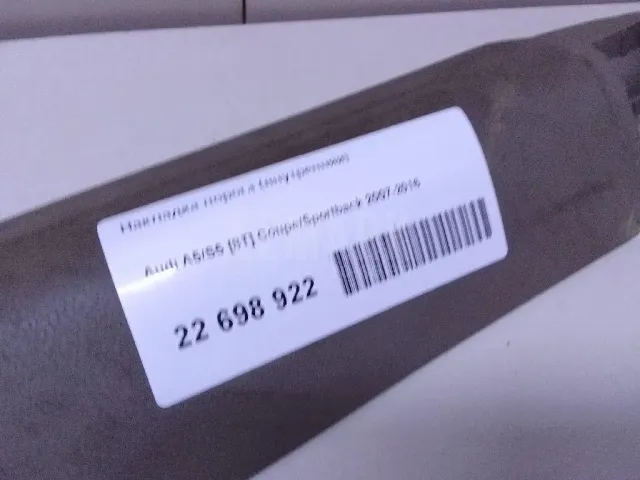 Накладка порога (внутренняя)
Audi A5/S5 [8T] Coupe/Sportback 2007-2016
22 698 922